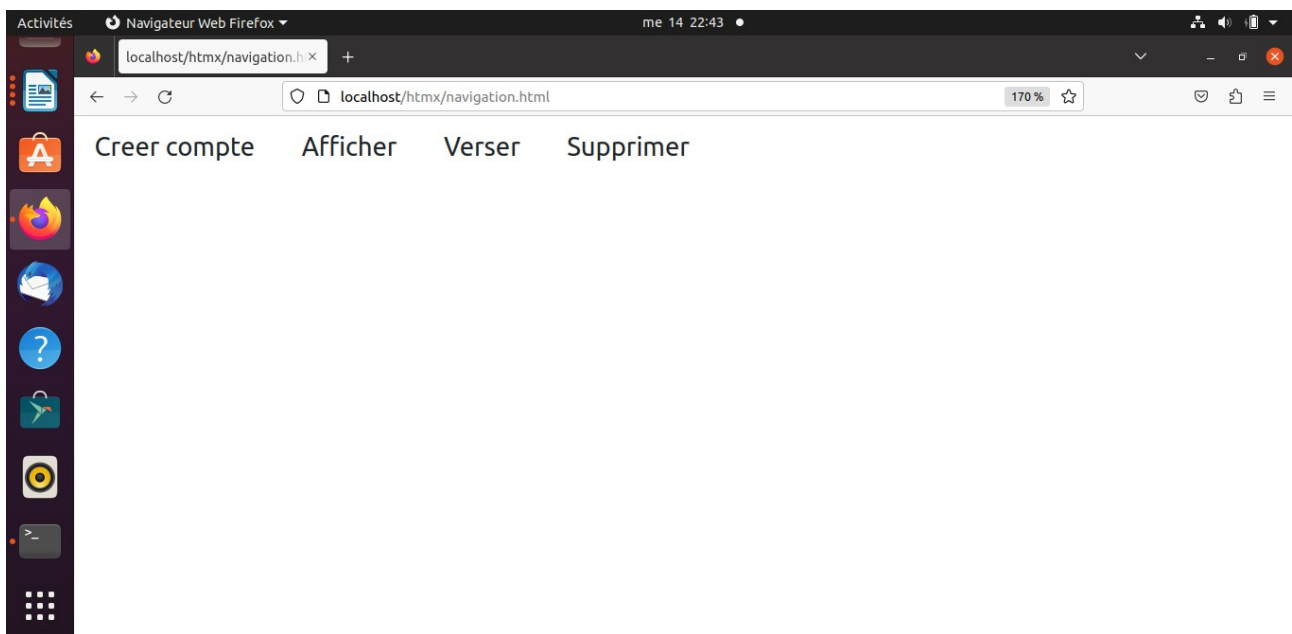 Activités Navigateur Web Firefox me 14 22:43
localhost/htmx/navigation.h
localhost/htmx/navigation.html 170 %
Creer compte Afficher Verser Supprimer